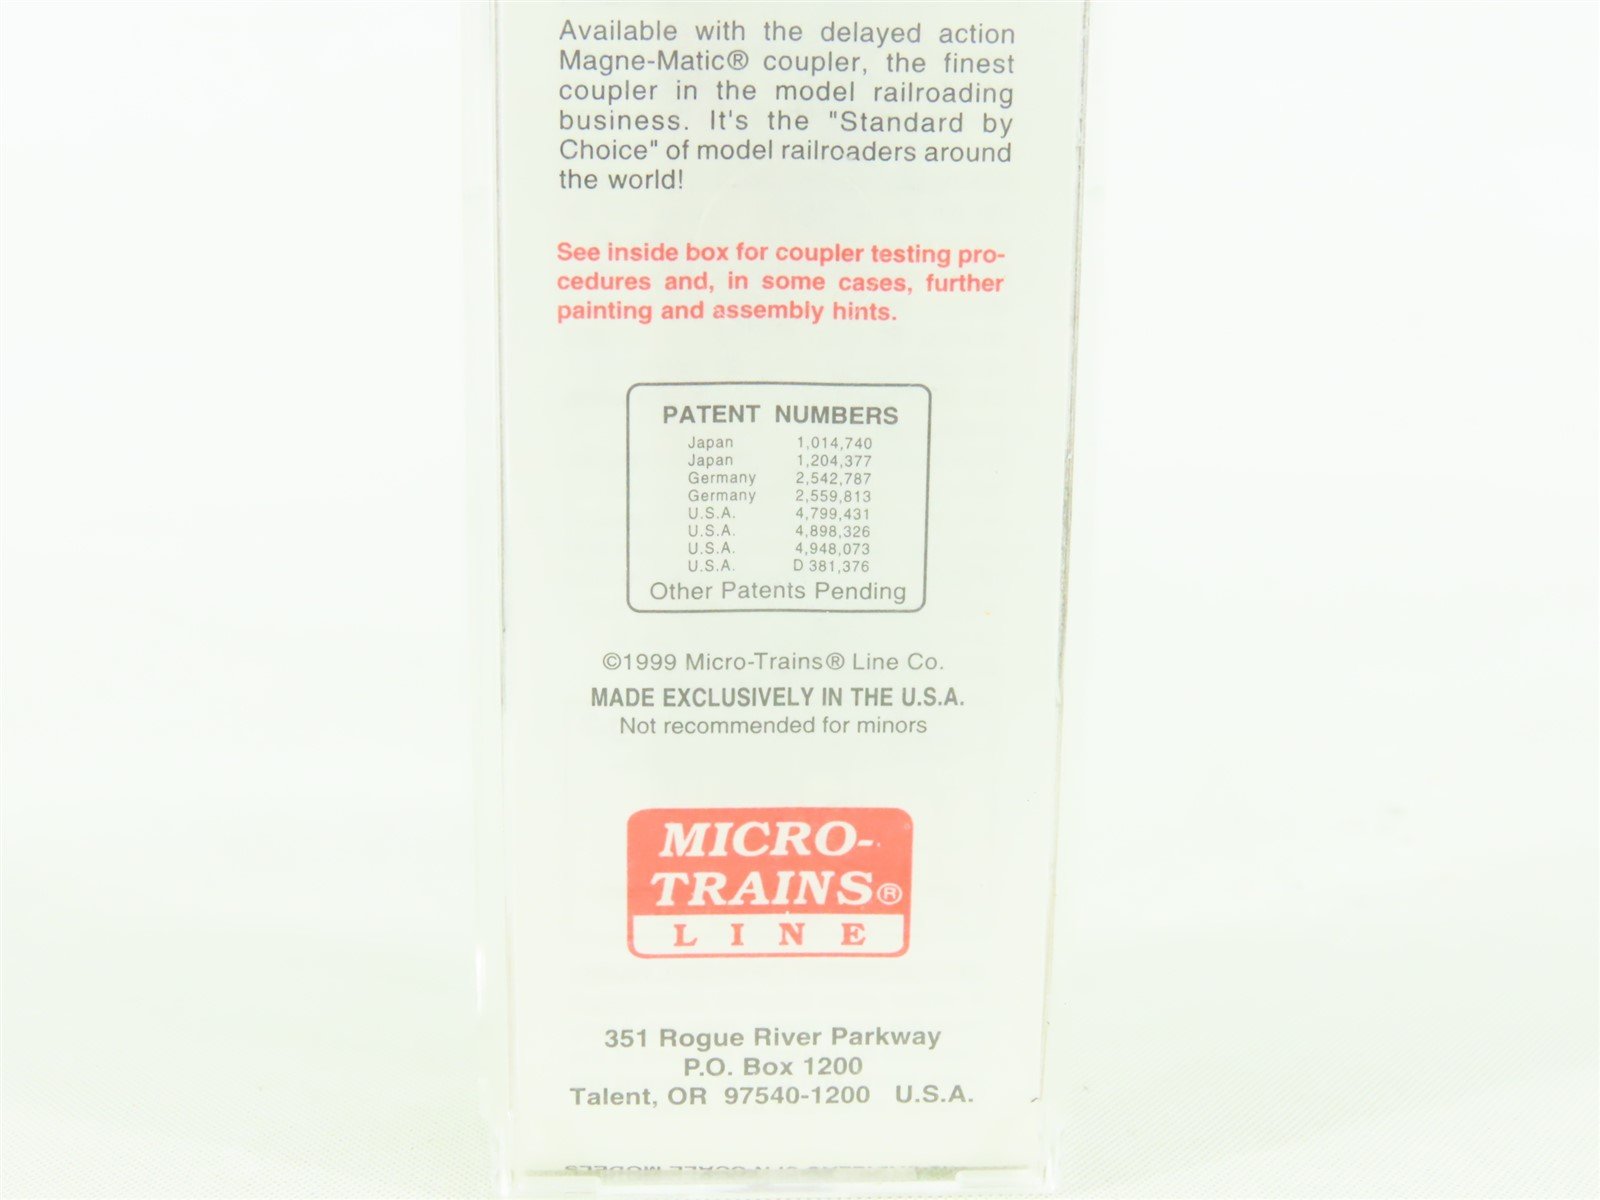 Available with the delayed action
Magne-Matic® coupler, the finest
coupler in the model railroading
business. It's the "Standard by
Choice" of model railroaders around
the world!
See inside box for coupler testing pro-
cedures and, in some cases, further
painting and assembly hints.
PATENT NUMBERS
Japan 1,014,740
Japan 1,204,377
Germany 2,542,787
Germany 2,559,813
U.S.A. 4,799,431
U.S.A. 4,898,326
U.S.A. 4,948,073
U.S.A. D 381,376
Other Patents Pending
©1999 Micro-Trains® Line Co.
MADE EXCLUSIVELY IN THE U.S.A.
Not recommended for minors
MICRO-
TRAINS®
LINE
351 Rogue River Parkway
P.O. Box 1200
Talent, OR 97540-1200 U.S.A.